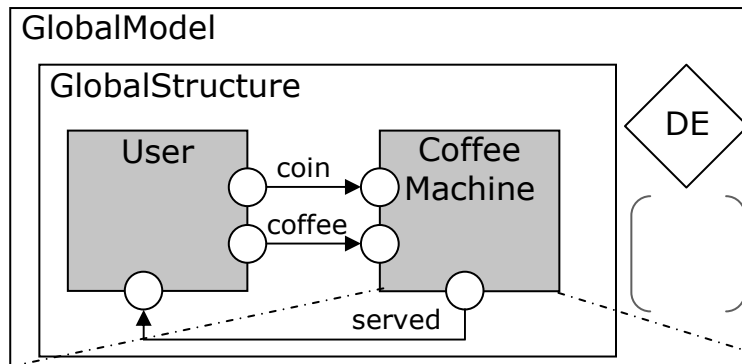 GlobalModel
GlobalStructure
User
Coffee
Machine
DE
coin
coffee
served